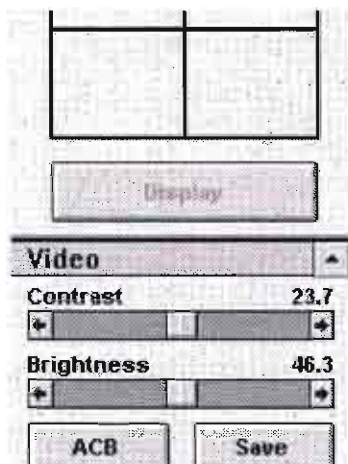 Display
Video
Contrast 23.7
Brightness 46.3
ACB Save